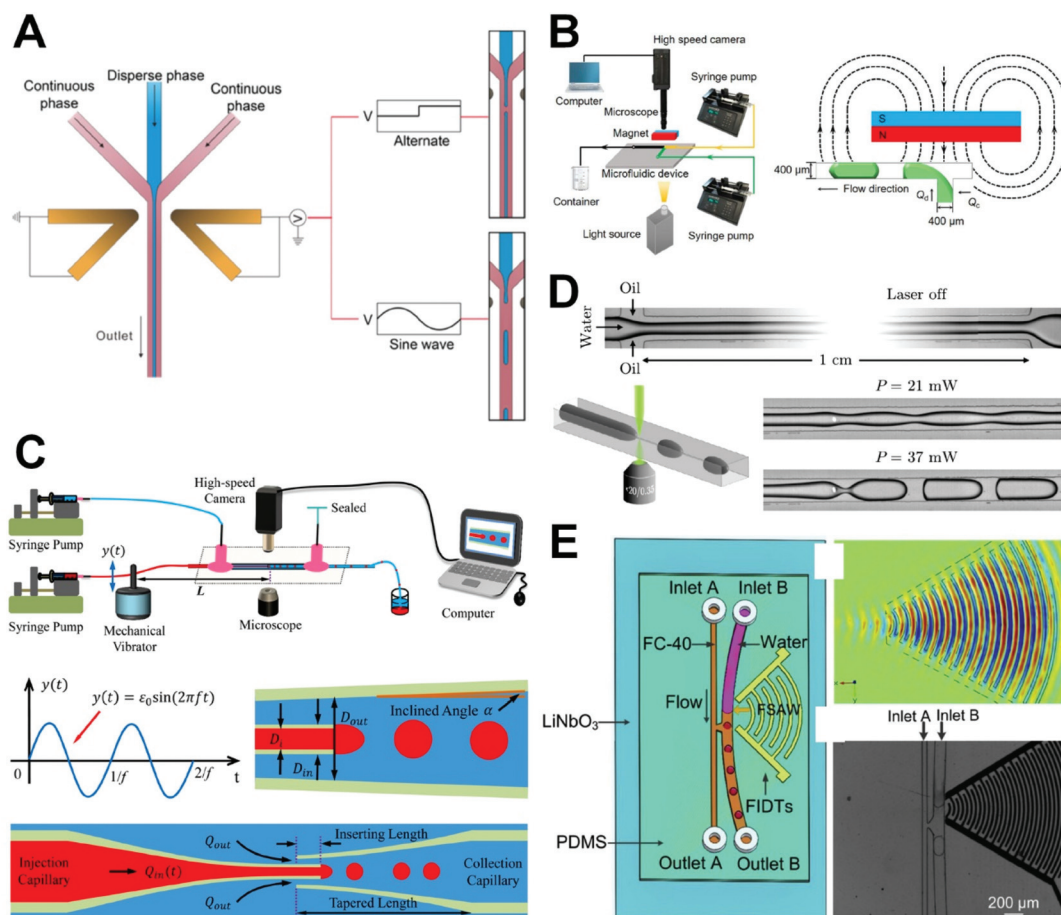 A
Continuous
phase
Disperse phase
Continuous
phase
V
Alternate
V
V
Sine wave
Outlet
B
High speed camera
Computer
Microscope
Syringe pump
Magnet
Microfluidic device
Container
Light source
Syringe pump
S
N
400 μm
Flow direction
Qd
Qc
400 μm
D
Oil
Laser off
Water
Oil
1 cm
P = 21 mW
P = 37 mW
×20/0.35
C
High-speed
Camera
Sealed
Syringe Pump
y(t)
L
Syringe Pump
Mechanical
Vibrator
Microscope
Computer
y(t)
y(t) = ε₀sin(2πft)
0
1/f
2/f
t
Dout
Inclined Angle α
Di
Din
Qout
Inserting Length
Injection
Capillary
Qin(t)
Collection
Capillary
Qout
Tapered Length
E
Inlet A
Inlet B
FC-40
Water
Flow
FSAW
LiNbO₃
FIDTs
PDMS
Outlet A
Outlet B
Inlet A
Inlet B
200 μm